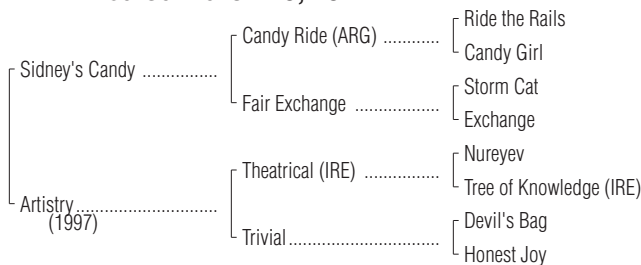 Ride the Rails
Candy Ride (ARG) ............
Candy Girl
Sidney's Candy ................
Storm Cat
Fair Exchange ..................
Exchange
Nureyev
Theatrical (IRE) ................
Tree of Knowledge (IRE)
Artistry..............................
(1997)
Devil's Bag
Trivial................................
Honest Joy